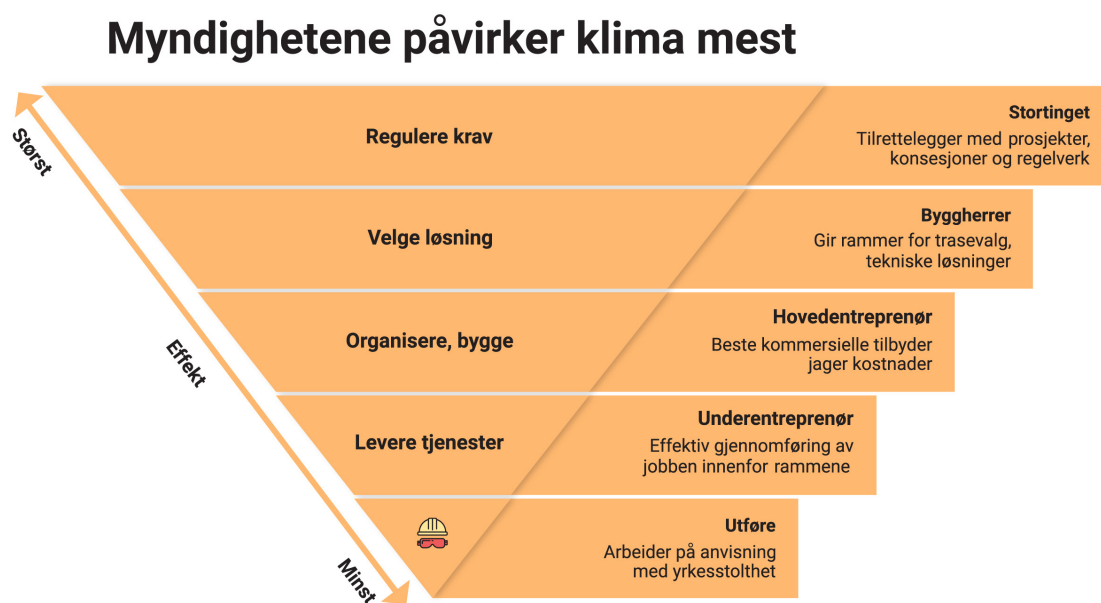 Myndighetene påvirker klima mest
Størst
Effekt
Minst
Regulere krav
Stortinget
Tilrettelegger med prosjekter,
konsesjoner og regelverk
Velge løsning
Byggherrer
Gir rammer for trasevalg,
tekniske løsninger
Organisere, bygge
Hovedentreprenør
Beste kommersielle tilbyder
jager kostnader
Levere tjenester
Underentreprenør
Effektiv gjennomføring av
jobben innenfor rammene
Utføre
Arbeider på anvisning
med yrkesstolthet